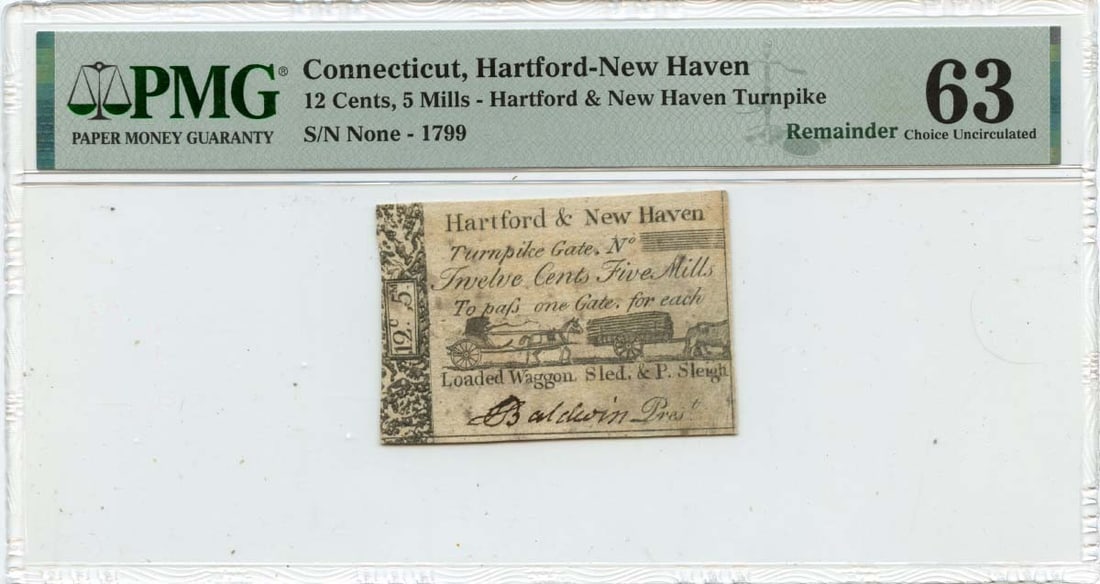 PMG®
PAPER MONEY GUARANTY
Connecticut, Hartford-New Haven
12 Cents, 5 Mills - Hartford & New Haven Turnpike
S/N None - 1799
Remainder
63
Choice Uncirculated
Hartford & New Haven
Turnpike Gate. No
Twelve Cents Five Mills
To paſs one Gate. for each
Loaded Waggon. Sled. & P. Sleigh
Baldwin Prest
12c. 5M